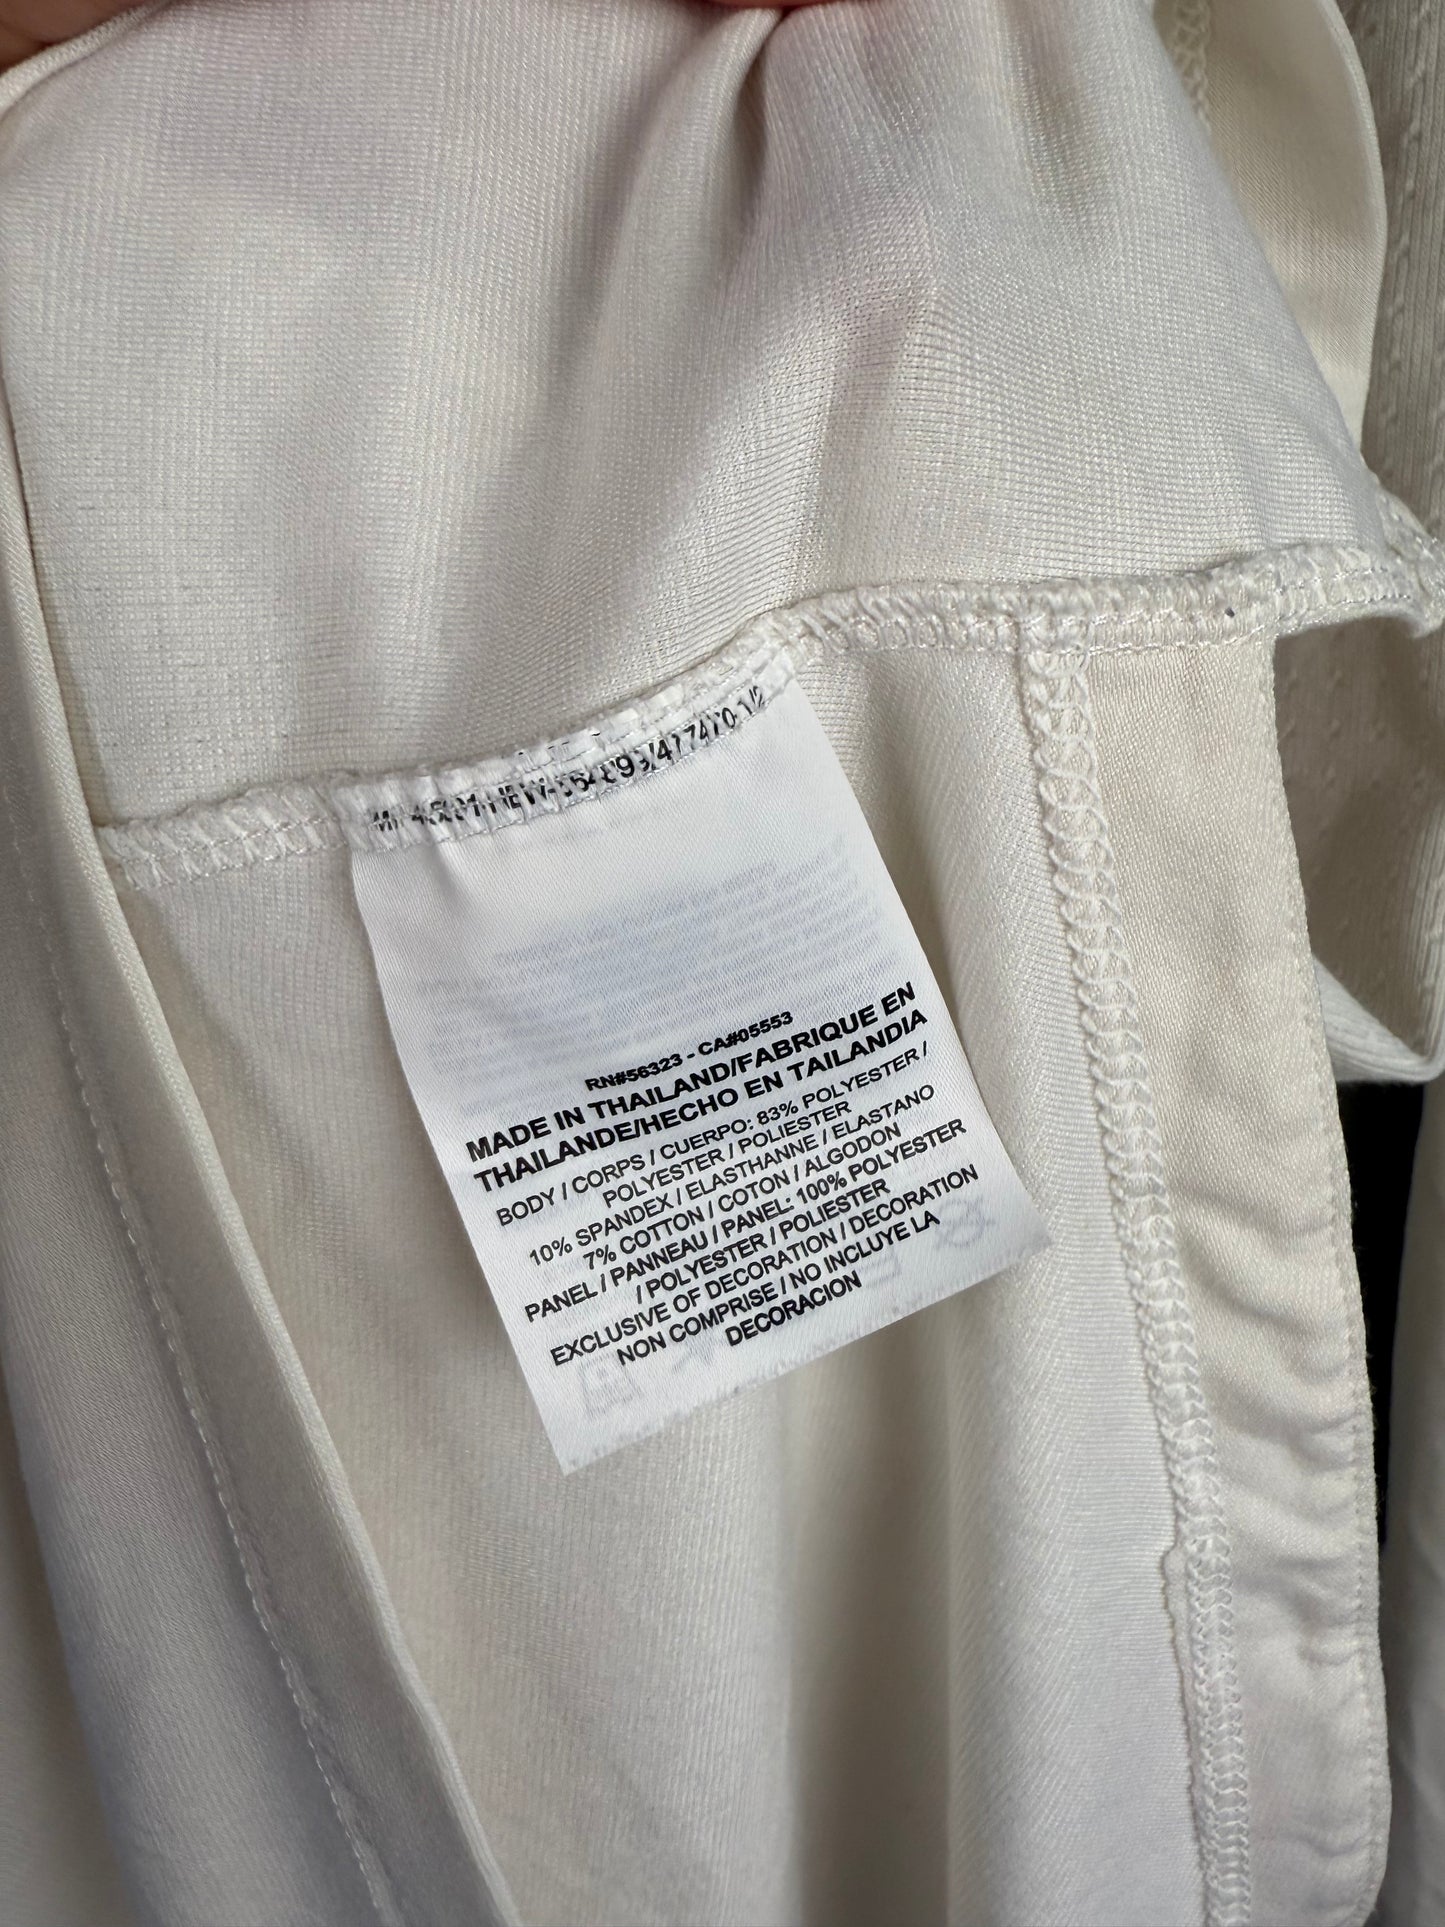 RN#56323 - CA#05553
MADE IN THAILAND/FABRIQUE EN
THAILANDE/HECHO EN TAILANDIA
BODY / CORPS / CUERPO: 83% POLYESTER /
POLYESTER / POLIESTER
10% SPANDEX / ELASTHANNE / ELASTANO
7% COTTON / COTON / ALGODON
PANEL / PANNEAU / PANEL: 100% POLYESTER
/ POLYESTER / POLIESTER
EXCLUSIVE OF DECORATION / DECORATION
NON COMPRISE / NO INCLUYE LA
DECORACION